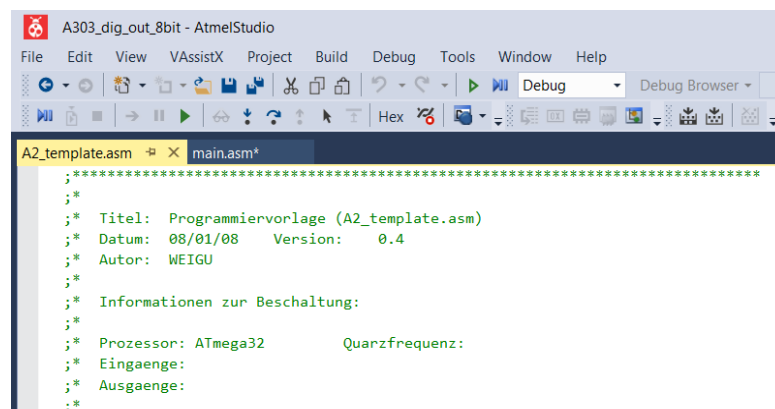 A303_dig_out_8bit - AtmelStudio
File Edit View VAssistX Project Build Debug Tools Window Help
Debug Debug Browser
Hex
A2_template.asm main.asm*
;*******************************************************************************
;*
;* Titel: Programmiervorlage (A2_template.asm)
;* Datum: 08/01/08 Version: 0.4
;* Autor: WEIGU
;*
;* Informationen zur Beschaltung:
;*
;* Prozessor: ATmega32 Quarzfrequenz:
;* Eingaenge:
;* Ausgaenge:
;*